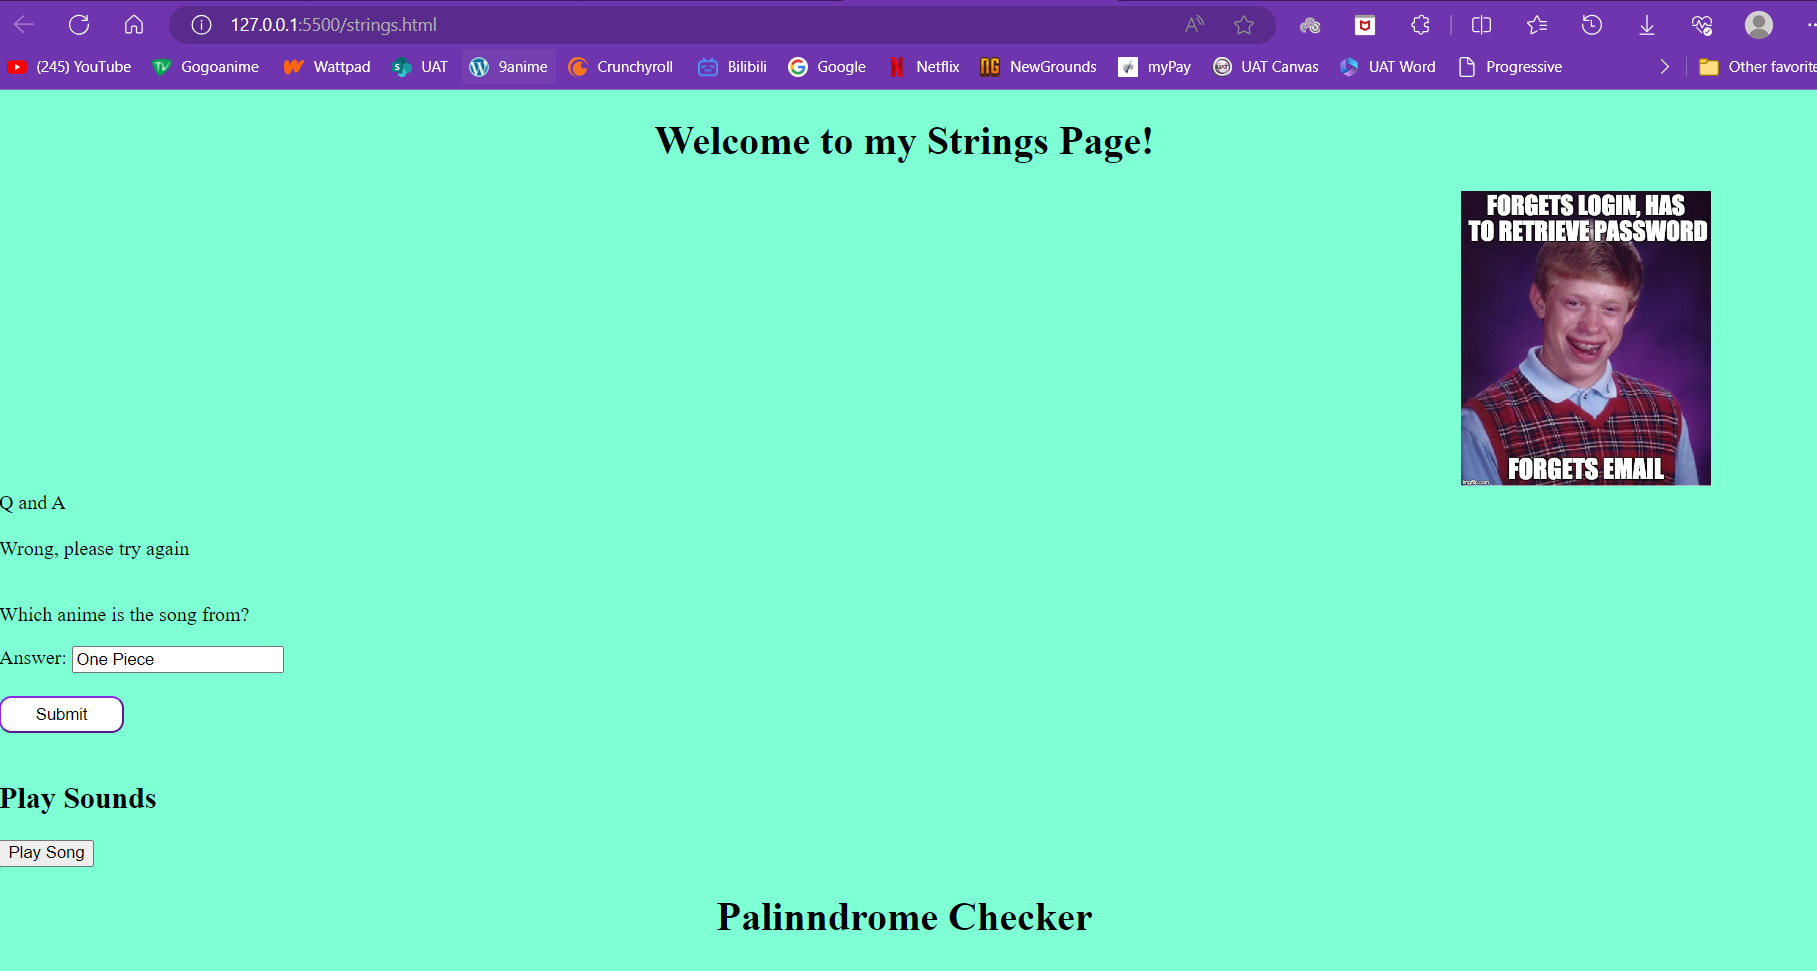 127.0.0.1:5500/strings.html
(245) YouTube Gogoanime Wattpad UAT 9anime Crunchyroll Bilibili Google Netflix NewGrounds myPay UAT Canvas UAT Word Progressive Other favorite
Welcome to my Strings Page!
FORGETS LOGIN, HAS
TO RETRIEVE PASSWORD
FORGETS EMAIL
imgflip.com
Q and A
Wrong, please try again
Which anime is the song from?
Answer: One Piece
Submit
Play Sounds
Play Song
Palinndrome Checker